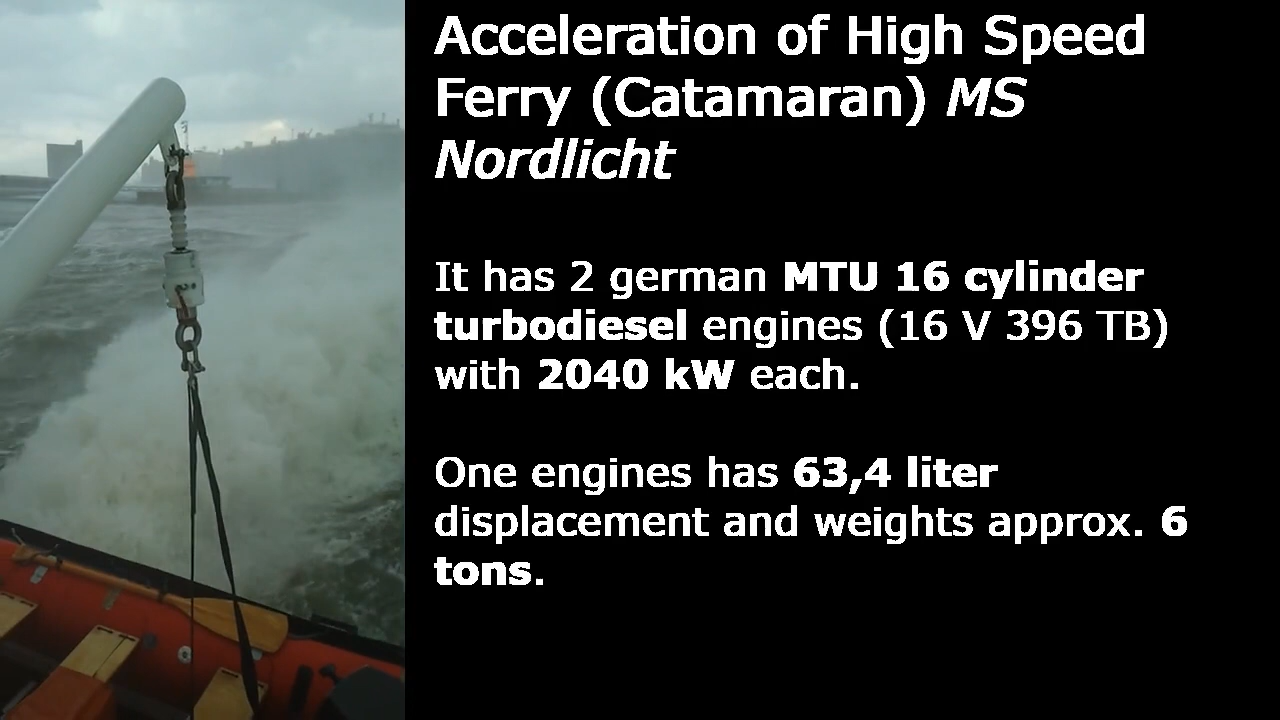 Acceleration of High Speed
Ferry (Catamaran) MS
Nordlicht
It has 2 german MTU 16 cylinder
turbodiesel engines (16 V 396 TB)
with 2040 kW each.
One engines has 63,4 liter
displacement and weights approx. 6
tons.